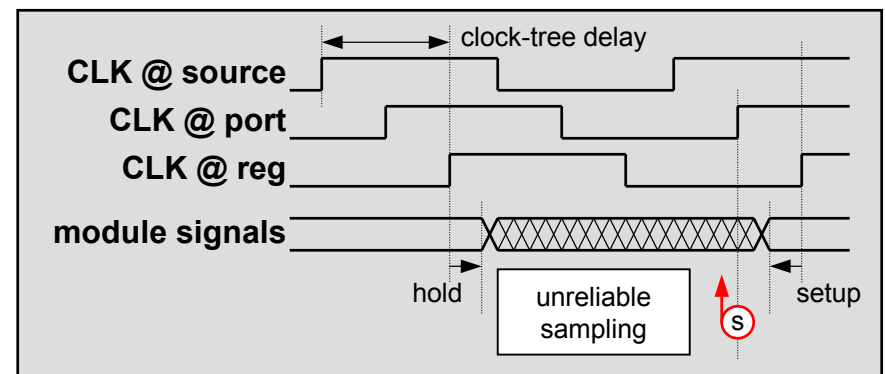 clock-tree delay
CLK @ source
CLK @ port
CLK @ reg
module signals
hold
unreliable
sampling
S
setup